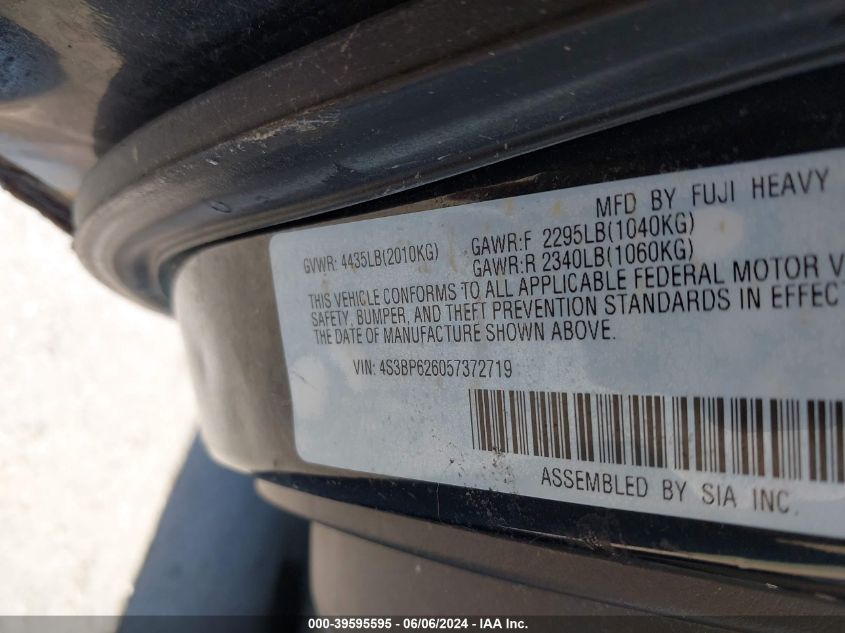 MFD BY FUJI HEAVY
GVWR: 4435LB(2010KG) GAWR:F 2295LB(1040KG)
GAWR:R 2340LB(1060KG)
THIS VEHICLE CONFORMS TO ALL APPLICABLE FEDERAL MOTOR V
SAFETY, BUMPER, AND THEFT PREVENTION STANDARDS IN EFFEC
THE DATE OF MANUFACTURE SHOWN ABOVE.
VIN: 4S3BP626057372719
ASSEMBLED BY SIA INC.
000-39595595 - 06/06/2024 - IAA Inc.